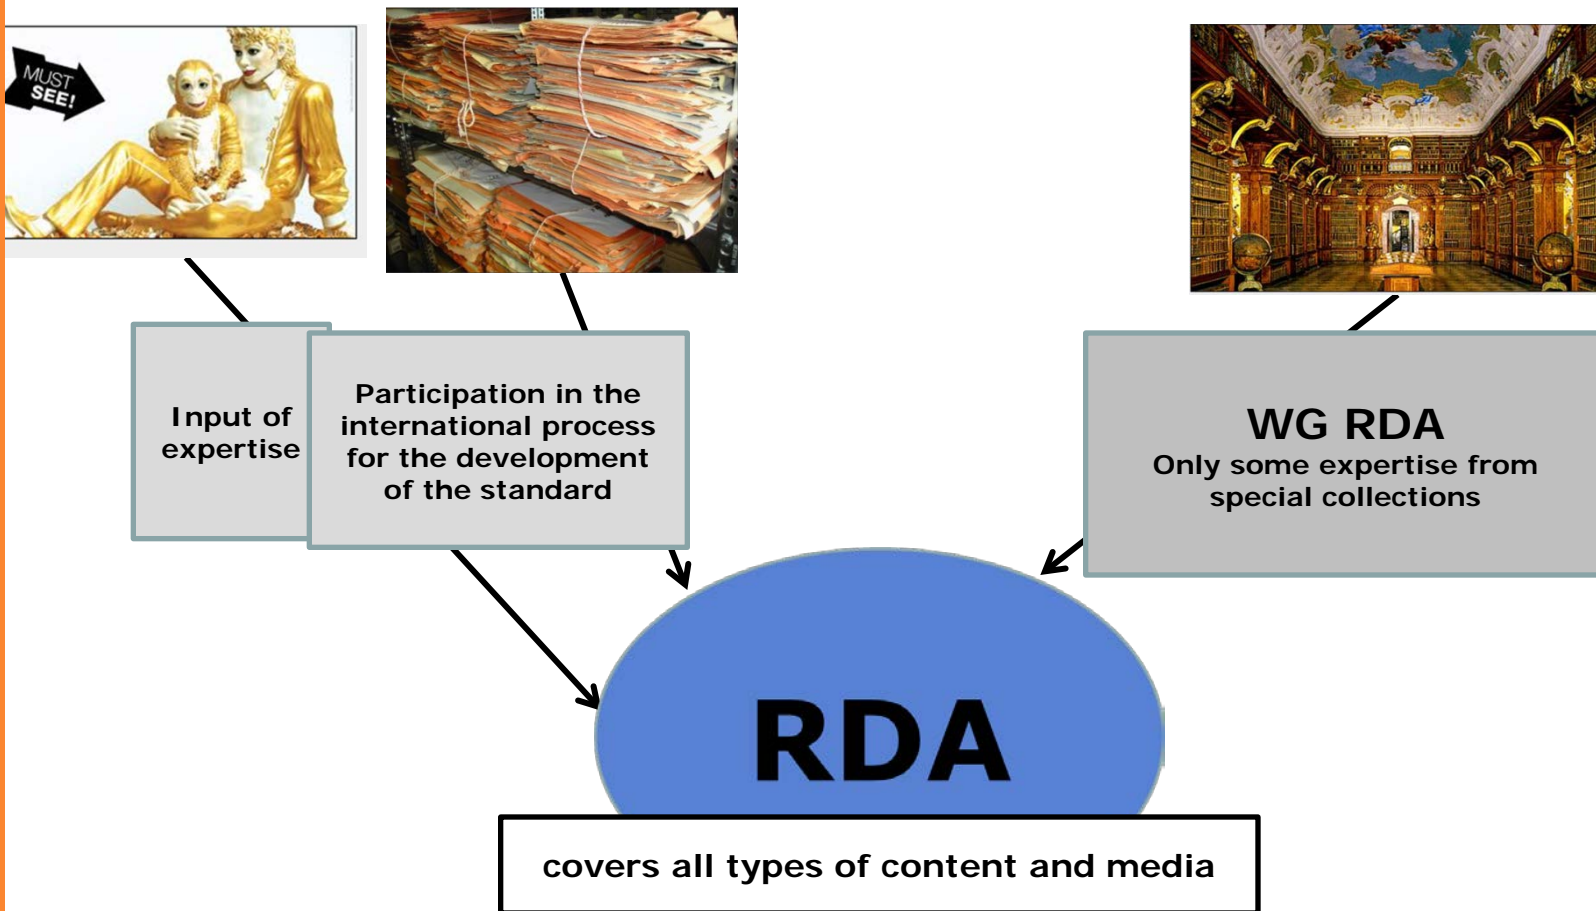 MUST
SEE!
Input of
expertise
Participation in the
international process
for the development
of the standard
WG RDA
Only some expertise from
special collections
RDA
covers all types of content and media